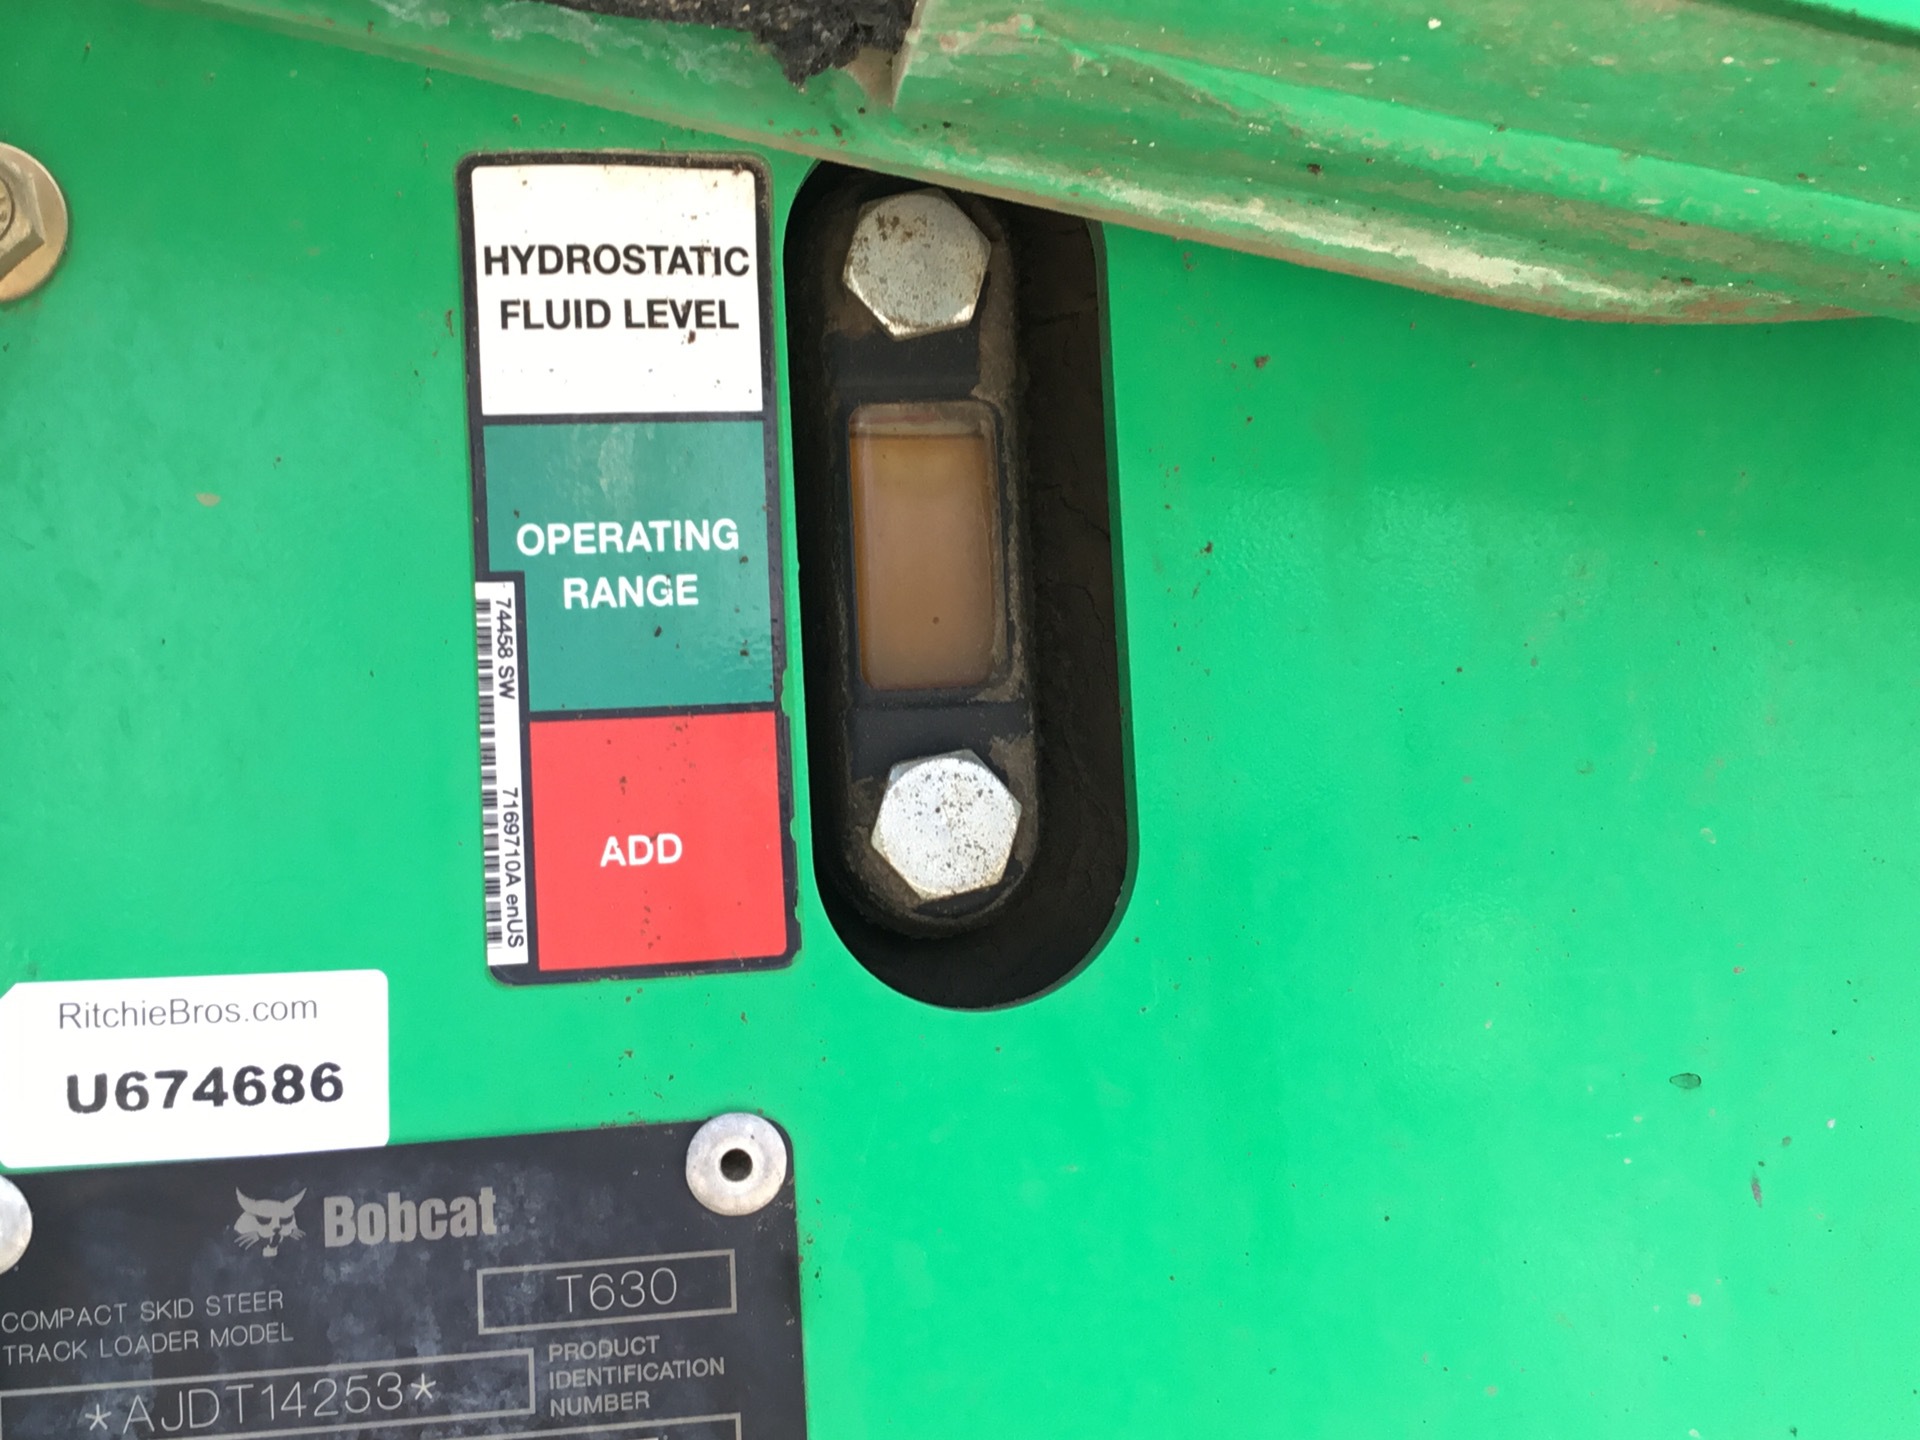 HYDROSTATIC
FLUID LEVEL
OPERATING
RANGE
ADD
74458 SW 7169710A enUS
RitchieBros.com
U674686
Bobcat
COMPACT SKID STEER
TRACK LOADER MODEL
T630
*AJDT14253*
PRODUCT
IDENTIFICATION
NUMBER